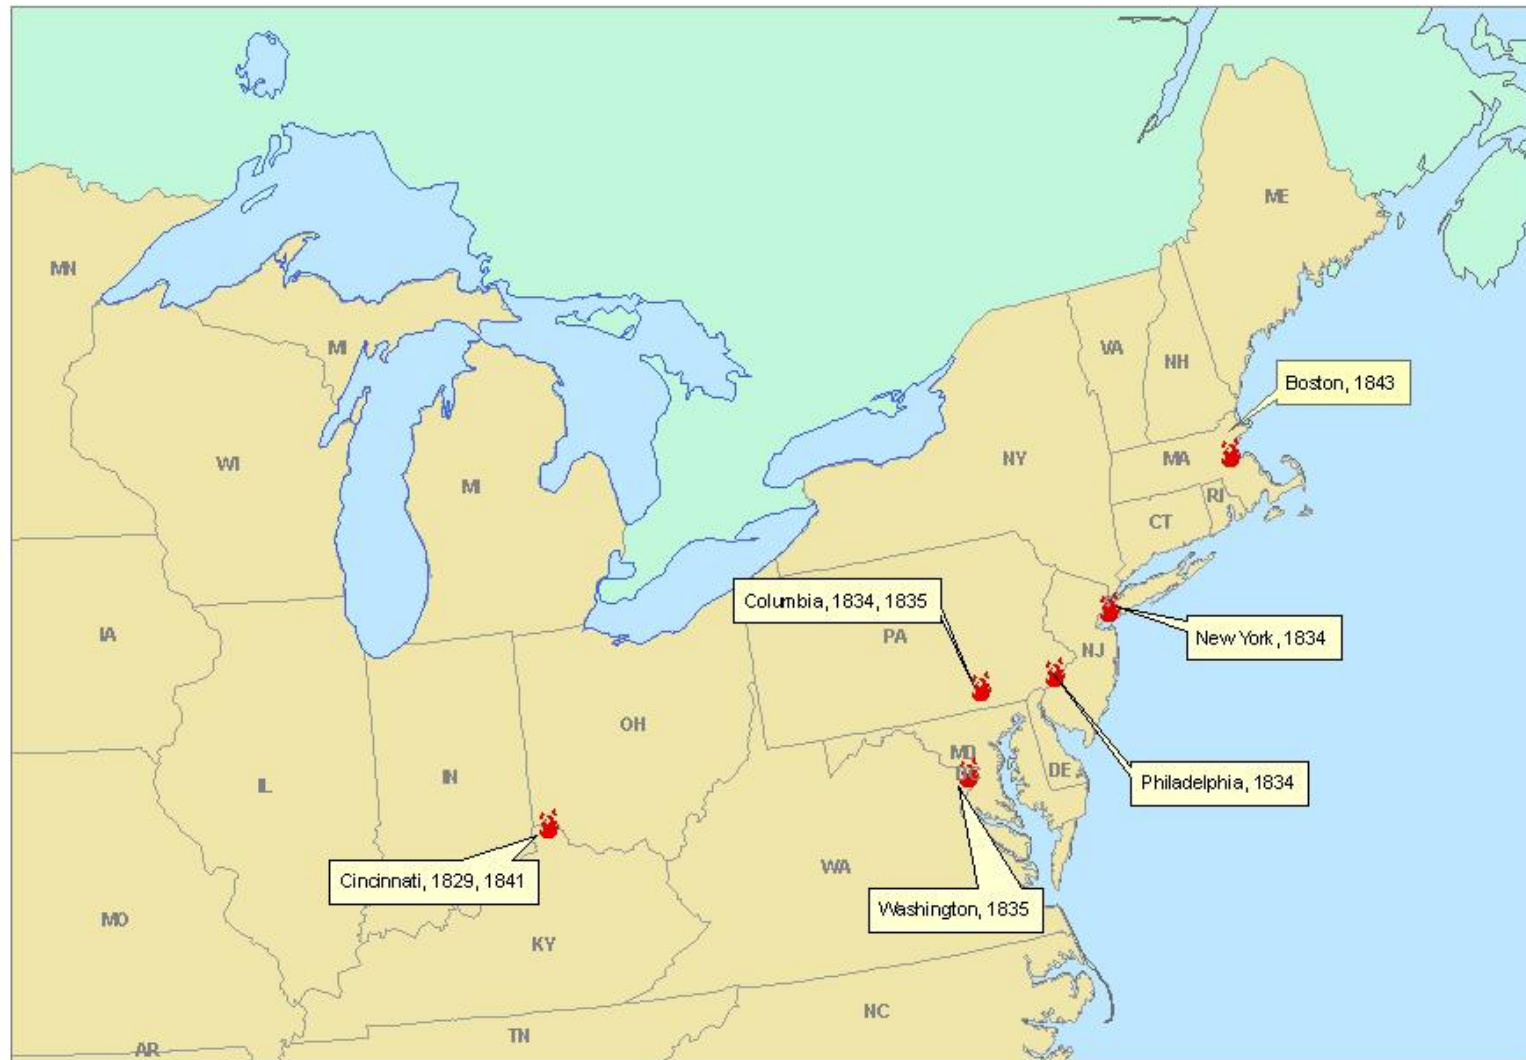 ME
MN
MI
VA
NH
Boston, 1843
WI
MI
NY
MA
RI
CT
Columbia, 1834, 1835
IA
PA
New York, 1834
NJ
OH
MD
DC
DE
IL
IN
Philadelphia, 1834
WA
Cincinnati, 1829, 1841
Washington, 1835
MO
KY
NC
TN
AR